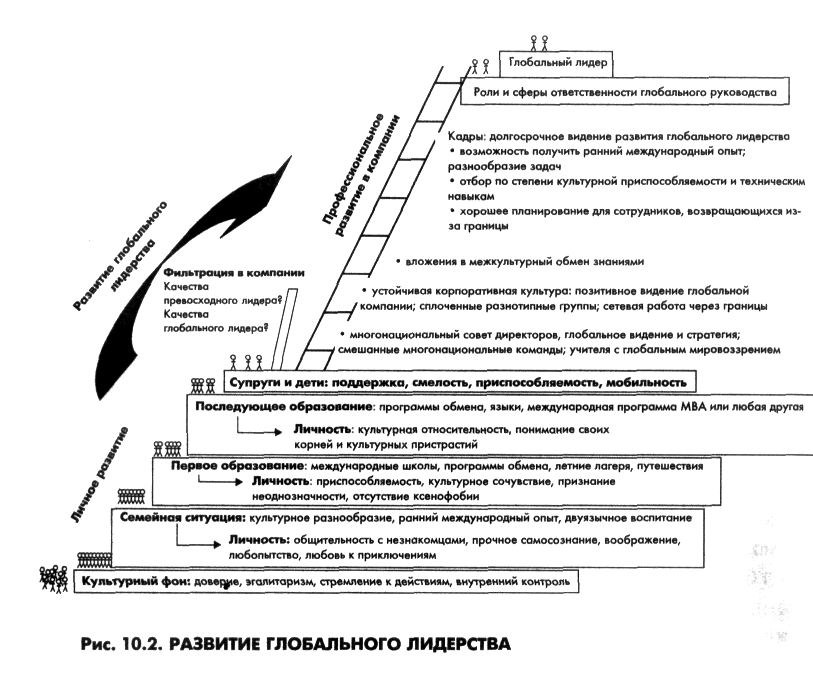 Глобальный лидер
Роли и сферы ответственности глобального руководства
Профессиональное
развитие в компании
Кадры: долгосрочное видение развития глобального лидерства
• возможность получить ранний международный опыт;
разнообразие задач
• отбор по степени культурной приспособляемости и техническим
навыкам
• хорошее планирование для сотрудников, возвращающихся из-
за границы
Развитие глобального
лидерства
• вложения в межкультурный обмен знаниями
Фильтрация в компании
Качества
превосходного лидера?
Качества
глобального лидера?
• устойчивая корпоративная культура: позитивное видение глобальной
компании; сплоченные разнотипные группы; сетевая работа через границы
• многонациональный совет директоров, глобальное видение и стратегия;
смешанные многонациональные команды; учителя с глобальным мировоззрением
Супруги и дети: поддержка, смелость, приспособляемость, мобильность
Последующее образование: программы обмена, языки, международная программа МВА или любая другая
Личность: культурная относительность, понимание своих
корней и культурных пристрастий
Личное развитие
Первое образование: международные школы, программы обмена, летние лагеря, путешествия
Личность: приспособляемость, культурное сочувствие, признание
неоднозначности, отсутствие ксенофобии
Семейная ситуация: культурное разнообразие, ранний международный опыт, двуязычное воспитание
Личность: общительность с незнакомцами, прочное самосознание, воображение,
любопытство, любовь к приключениям
Культурный фон: доверие, эгалитаризм, стремление к действиям, внутренний контроль
Рис. 10.2. РАЗВИТИЕ ГЛОБАЛЬНОГО ЛИДЕРСТВА